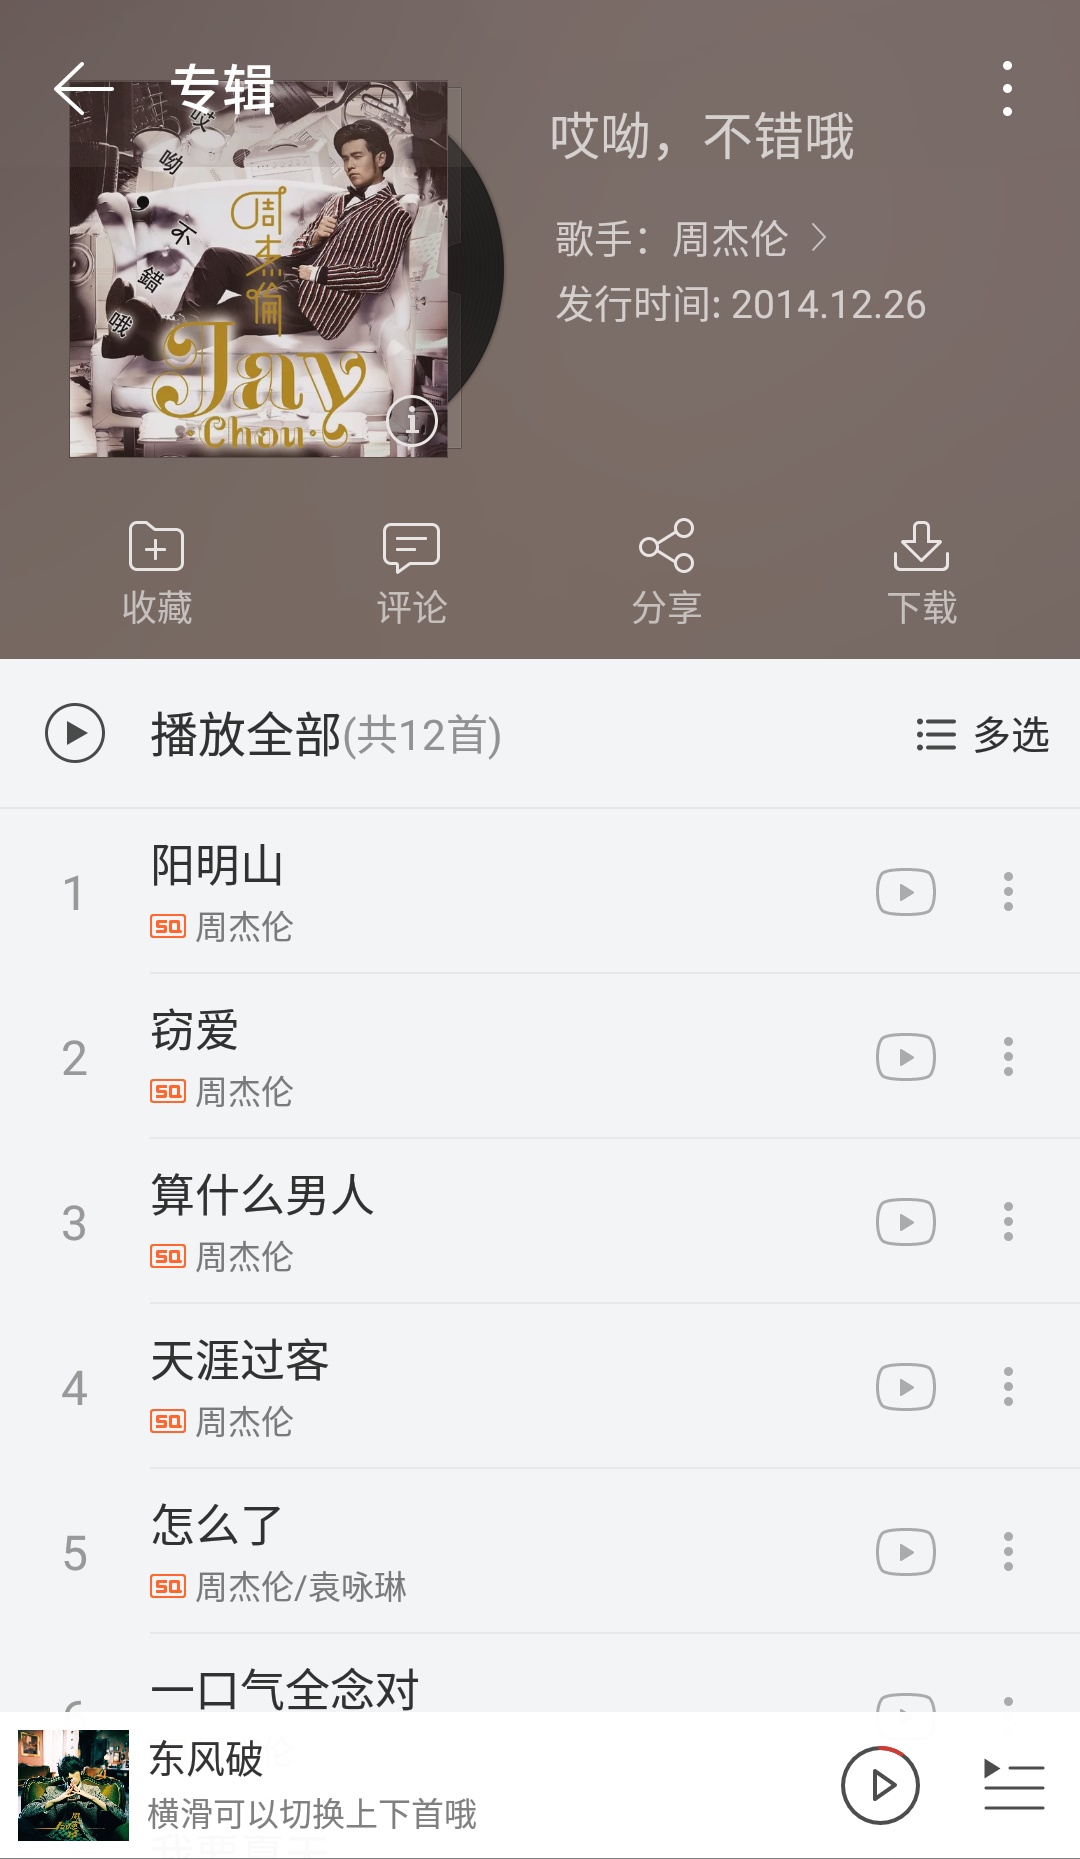 专辑
哎呦，不錯哦
周杰倫
Jay
Chou
哎呦，不错哦
歌手：周杰伦
发行时间: 2014.12.26
收藏 评论 分享 下载
播放全部(共12首) 多选
1 阳明山
SQ 周杰伦
2 窃爱
SQ 周杰伦
3 算什么男人
SQ 周杰伦
4 天涯过客
SQ 周杰伦
5 怎么了
SQ 周杰伦/袁咏琳
一口气全念对
东风破
横滑可以切换上下首哦